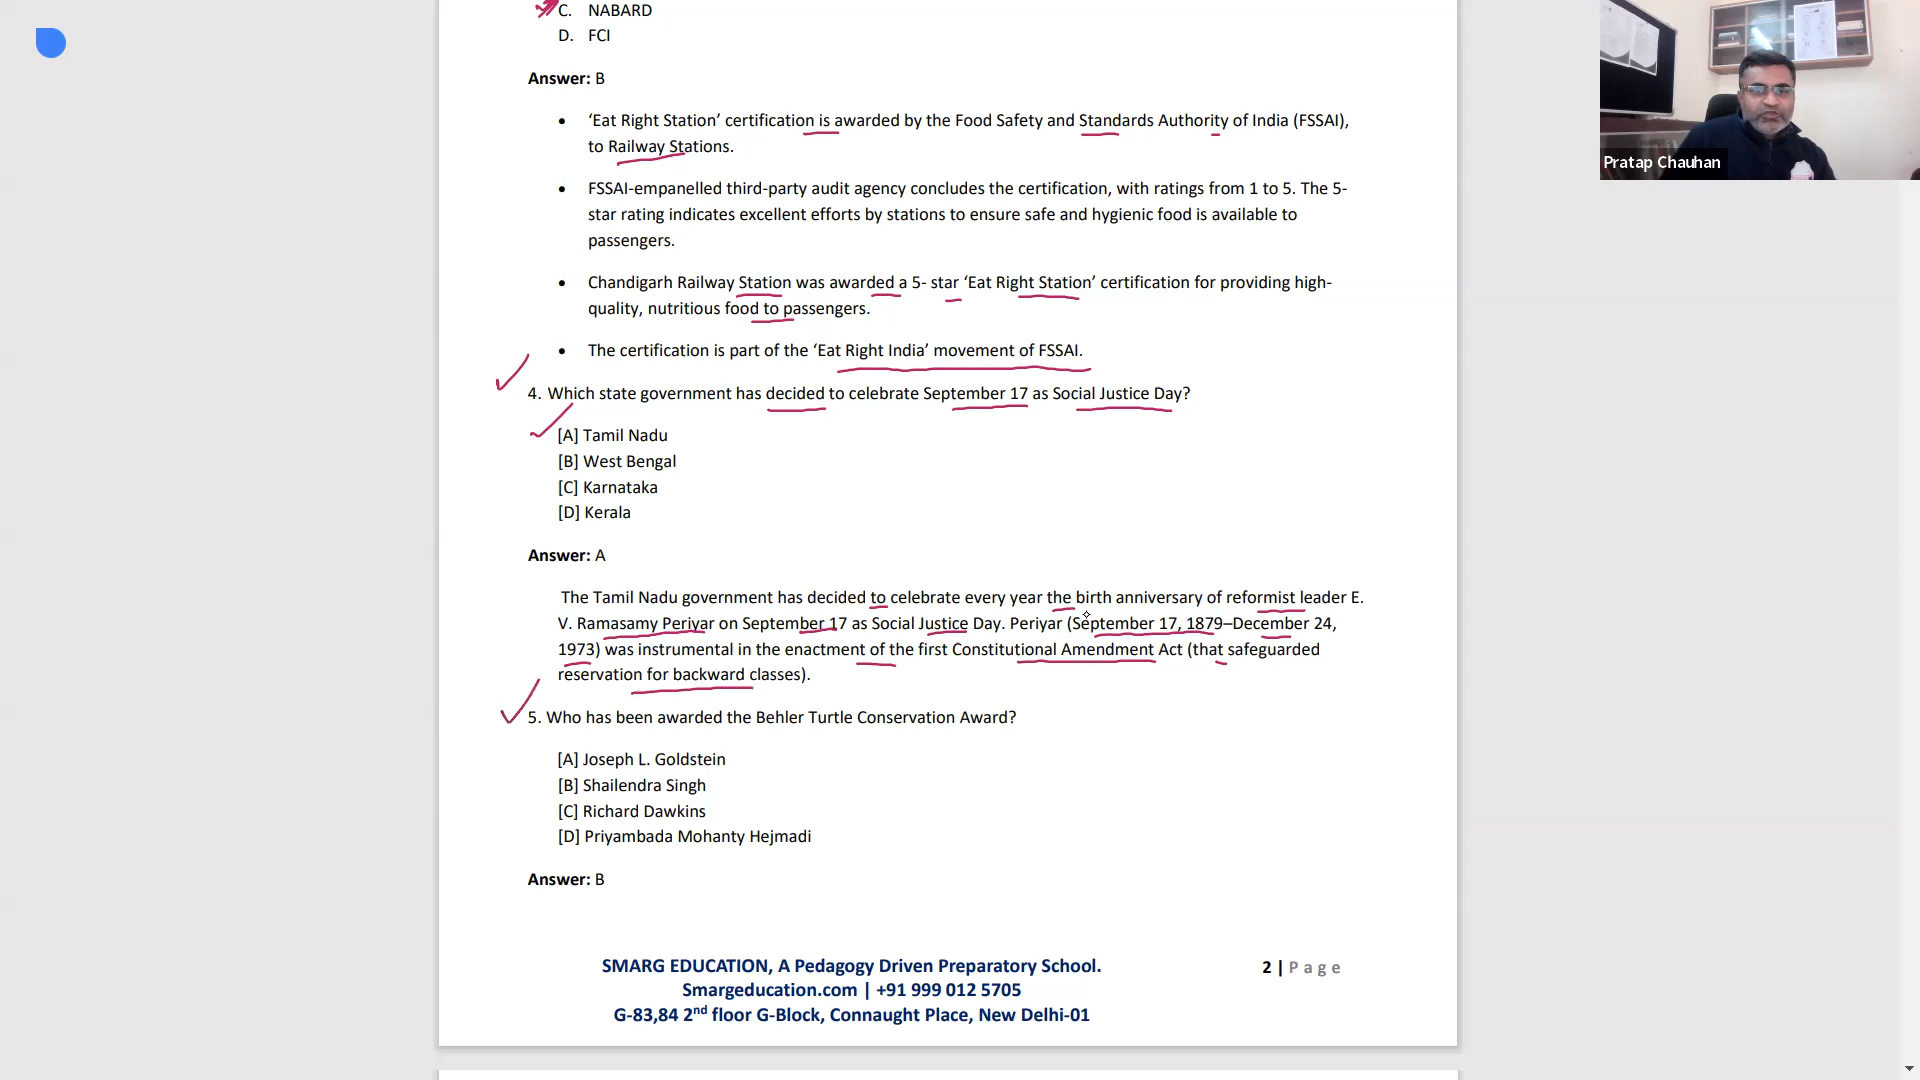 C. NABARD
D. FCI
Answer: B
• ‘Eat Right Station’ certification is awarded by the Food Safety and Standards Authority of India (FSSAI),
to Railway Stations.
• FSSAI-empanelled third-party audit agency concludes the certification, with ratings from 1 to 5. The 5-
star rating indicates excellent efforts by stations to ensure safe and hygienic food is available to
passengers.
• Chandigarh Railway Station was awarded a 5- star ‘Eat Right Station’ certification for providing high-
quality, nutritious food to passengers.
• The certification is part of the ‘Eat Right India’ movement of FSSAI.
4. Which state government has decided to celebrate September 17 as Social Justice Day?
[A] Tamil Nadu
[B] West Bengal
[C] Karnataka
[D] Kerala
Answer: A
The Tamil Nadu government has decided to celebrate every year the birth anniversary of reformist leader E.
V. Ramasamy Periyar on September 17 as Social Justice Day. Periyar (September 17, 1879–December 24,
1973) was instrumental in the enactment of the first Constitutional Amendment Act (that safeguarded
reservation for backward classes).
5. Who has been awarded the Behler Turtle Conservation Award?
[A] Joseph L. Goldstein
[B] Shailendra Singh
[C] Richard Dawkins
[D] Priyambada Mohanty Hejmadi
Answer: B
SMARG EDUCATION, A Pedagogy Driven Preparatory School.
Smargeducation.com | +91 999 012 5705
G-83,84 2nd floor G-Block, Connaught Place, New Delhi-01
2 | Page
Pratap Chauhan